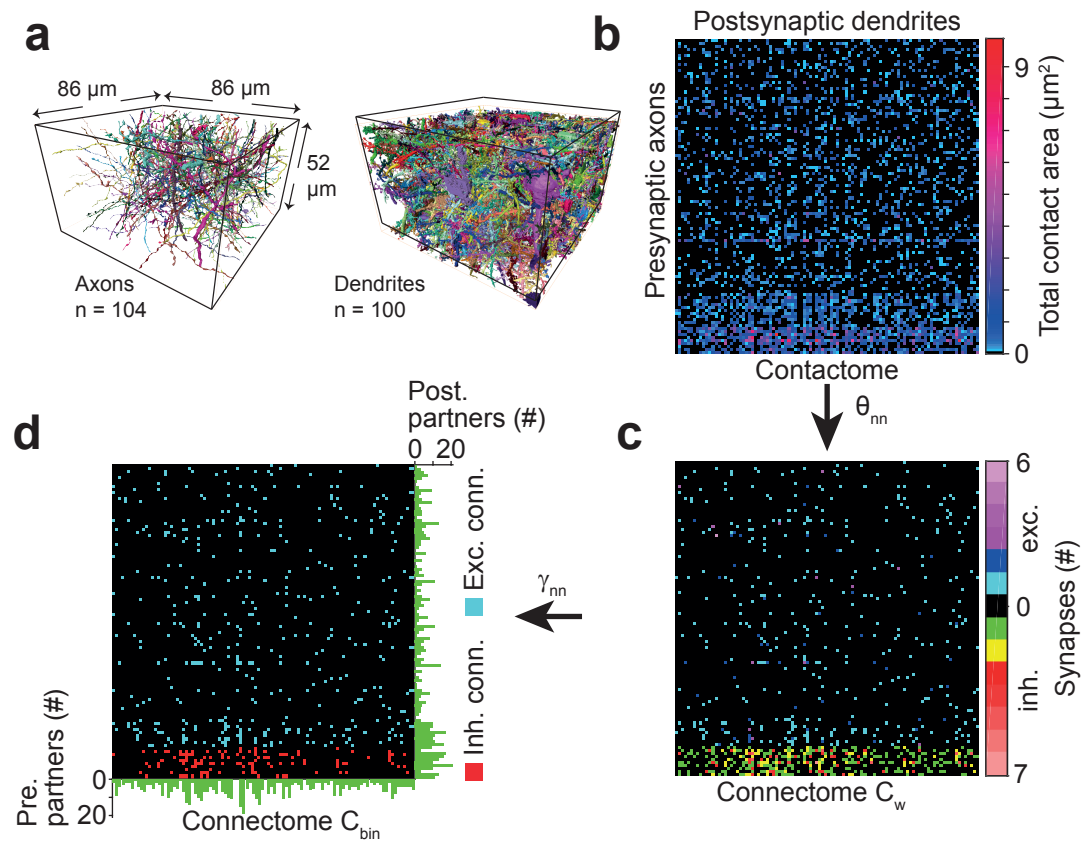 a
86 µm
86 µm
52
µm
Axons
n = 104
Dendrites
n = 100
b
Postsynaptic dendrites
Presynaptic axons
9
0
Total contact area (µm²)
Contactome
θnn
c
6
exc.
0
inh.
7
Synapses (#)
Connectome Cw
γnn
d
Post.
partners (#)
0 20
Exc. conn.
Inh. conn.
Pre.
partners (#)
0
20
Connectome Cbin